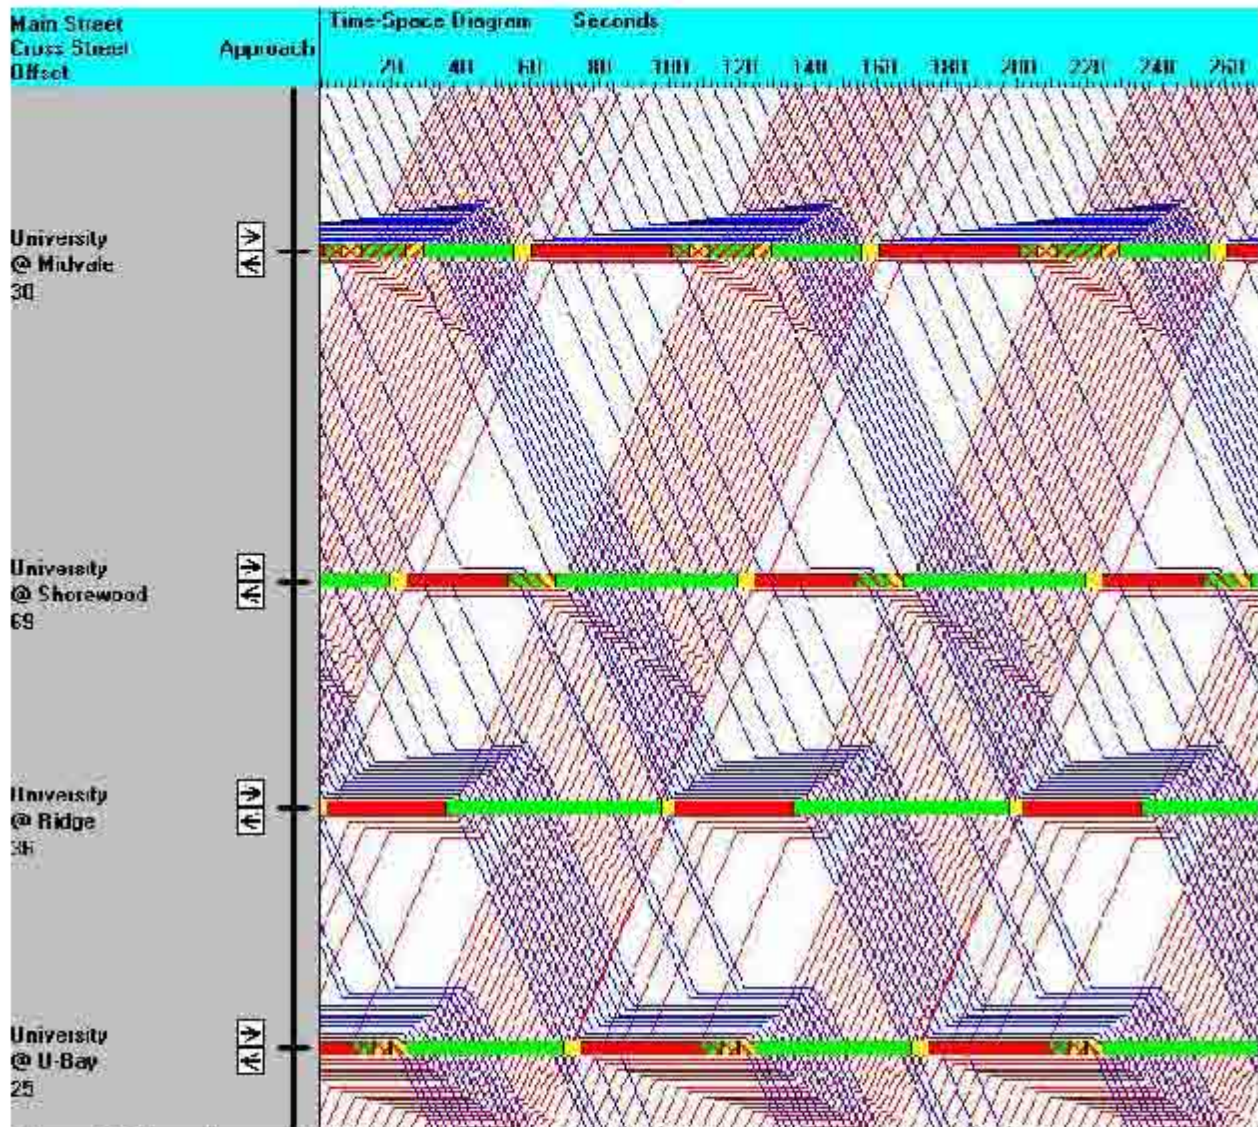 Main Street
Cross Street
Offset
Approach
Time-Space Diagram Seconds
20 40 60 80 100 120 140 160 180 200 220 240 260
University
@ Midvale
30
University
@ Shorewood
69
University
@ Ridge
36
University
@ U-Bay
25